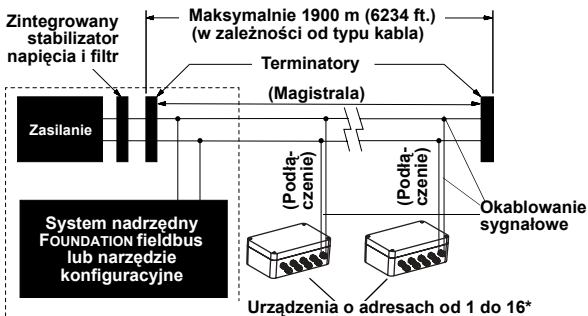 Zintegrowany
stabilizator
napięcia i filtr
Maksymalnie 1900 m (6234 ft.)
(w zależności od typu kabla)
Terminatory
(Magistrala)
Zasilanie
(Podłą-
czenie)
(Podłą-
czenie)
System nadrzędny
FOUNDATION fieldbus
lub narzędzie
konfiguracyjne
Okablowanie
sygnałowe
Urządzenia o adresach od 1 do 16*